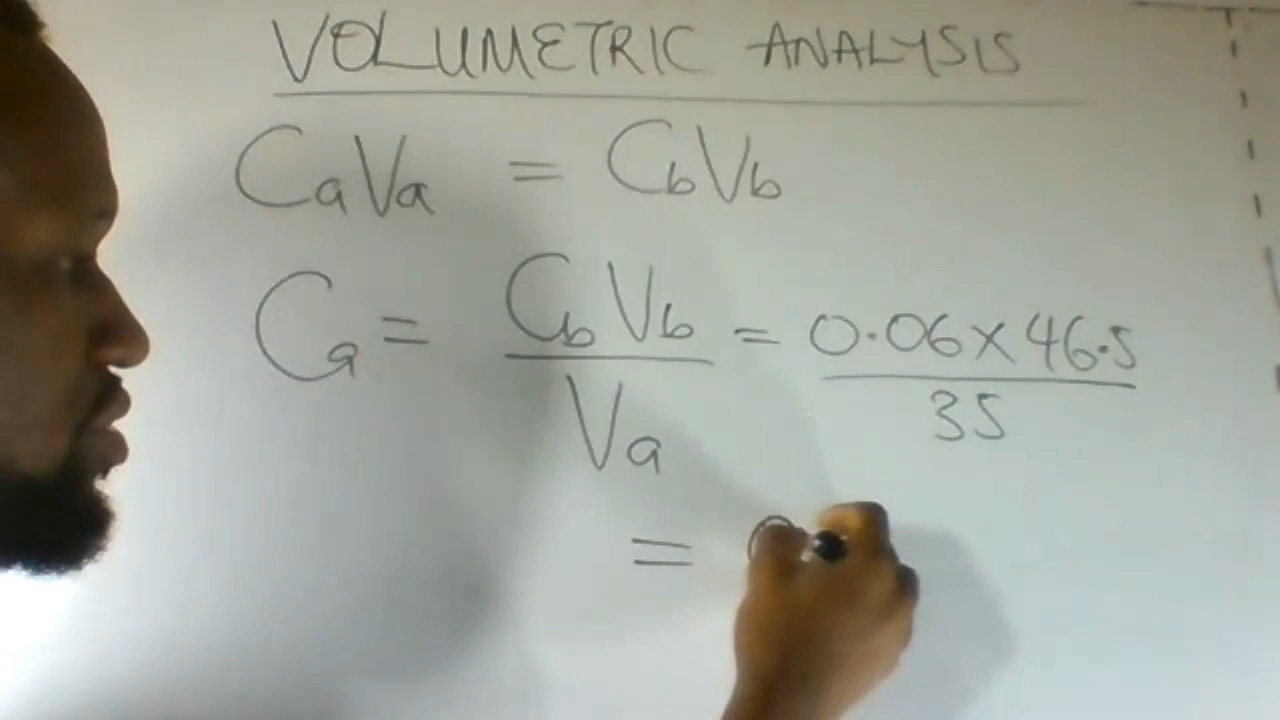 VOLUMETRIC ANALYSIS
CaVa = CbVb
Ca = CbVb / Va = 0.06 × 46.5 / 35
=